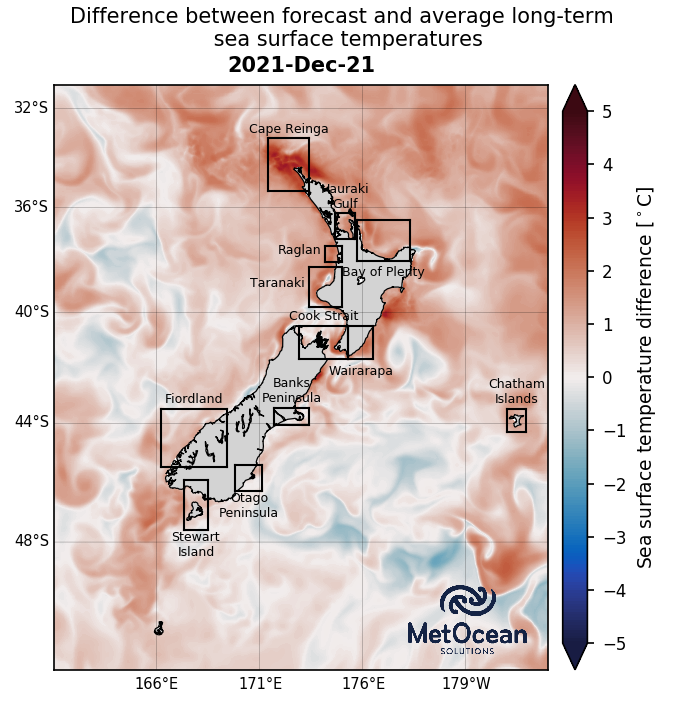 Difference between forecast and average long-term
sea surface temperatures
2021-Dec-21
32°S
36°S
40°S
44°S
48°S
166°E
171°E
176°E
179°W
Cape Reinga
Hauraki
Gulf
Raglan
Bay of Plenty
Taranaki
Cook Strait
Wairarapa
Banks
Peninsula
Fiordland
Chatham
Islands
Otago
Peninsula
Stewart
Island
MetOcean
SOLUTIONS
5
4
3
2
1
0
−1
−2
−3
−4
−5
Sea surface temperature difference [°C]